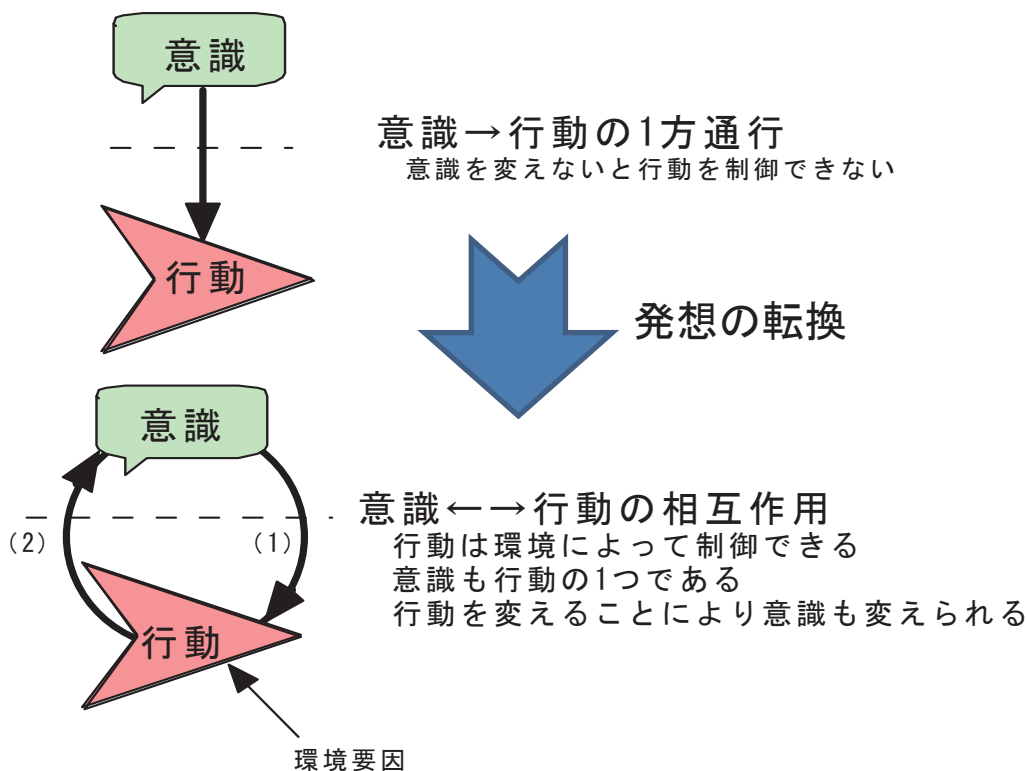 意識
意識→行動の1方通行
意識を変えないと行動を制御できない
行動
発想の転換
意識
意識←→行動の相互作用
(2)
(1)
行動は環境によって制御できる
意識も行動の1つである
行動を変えることにより意識も変えられる
行動
環境要因